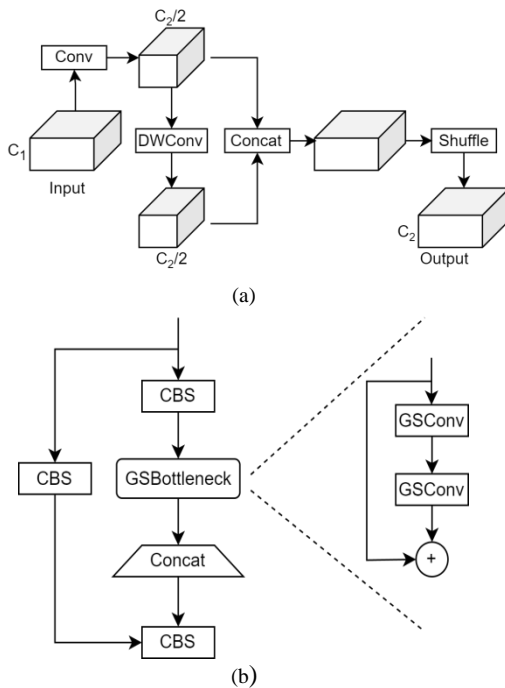 C2/2
Conv
C1
Input
DWConv
Concat
Shuffle
C2/2
C2
Output
(a)
CBS
CBS
GSBottleneck
Concat
CBS
GSConv
GSConv
+
(b)